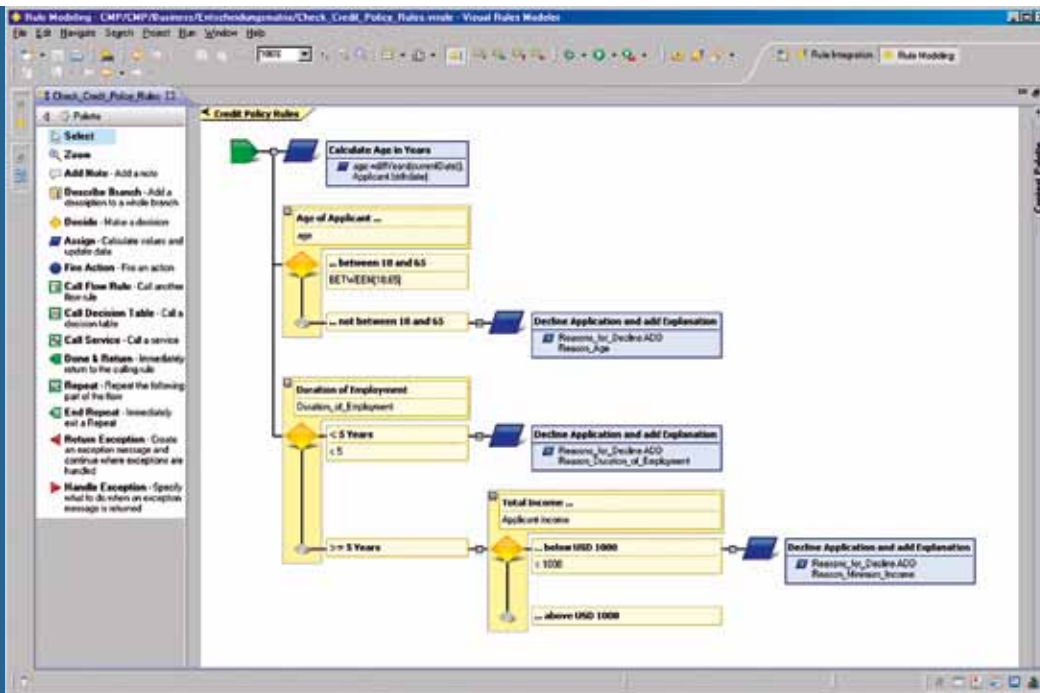 Rule Modeling - CMP/CMP/Business/Entscheidungsmatrix/Check_Credit_Policy_Rules.vrrule - Visual Rules Modeler
File Edit Navigate Search Project Run Window Help
100%
Rule Integration
Rule Modeling
Check_Credit_Policy_Rules
Palette
Select
Zoom
Add Note - Add a note
Describe Branch - Add a
description to a whole branch
Decide - Make a decision
Assign - Calculate values and
update data
Fire Action - Fire an action
Call Flow Rule - Call another
flow rule
Call Decision Table - Call a
decision table
Call Service - Call a service
Done & Return - Immediately
return to the calling rule
Repeat - Repeat the following
part of the flow
End Repeat - Immediately
exit a Repeat
Return Exception - Create
an exception message and
continue where exceptions are
handled
Handle Exception - Specify
what to do when an exception
message is returned
Credit Policy Rules
Calculate Age in Years
Applicant.birthdate)
Age of Applicant ...
age
... between 18 and 65
BETWEEN[18;65]
... not between 18 and 65
Decline Application and add Explanation
Reasons_for_Decline ADD
Reason_Age
Duration of Employment
Duration_of_Employment
< 5 Years
< 5
Decline Application and add Explanation
Reasons_for_Decline ADD
Reason_Duration_of_Employment
>= 5 Years
Total Income ...
Applicant.income
... below USD 1000
< 1000
Decline Application and add Explanation
Reasons_for_Decline ADD
Reason_Minimum_Income
... above USD 1000